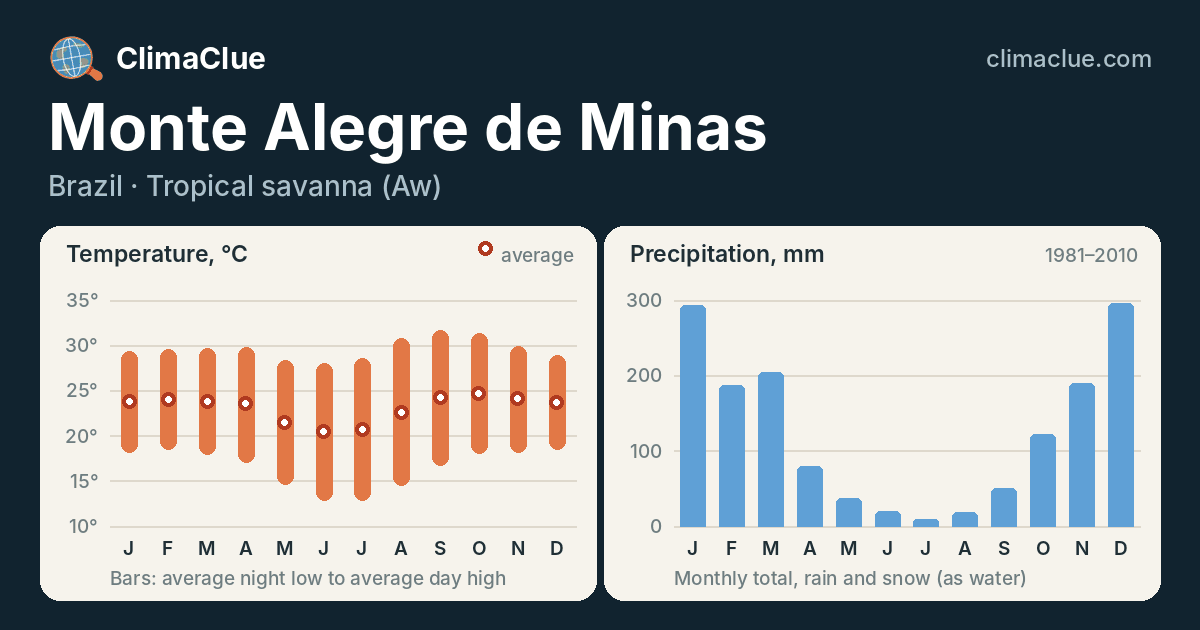 ClimaClue
climaclue.com
Monte Alegre de Minas
Brazil · Tropical savanna (Aw)
Temperature, °C
average
35°
30°
25°
20°
15°
10°
J F M A M J J A S O N D
Bars: average night low to average day high
Precipitation, mm
1981–2010
300
200
100
0
J F M A M J J A S O N D
Monthly total, rain and snow (as water)